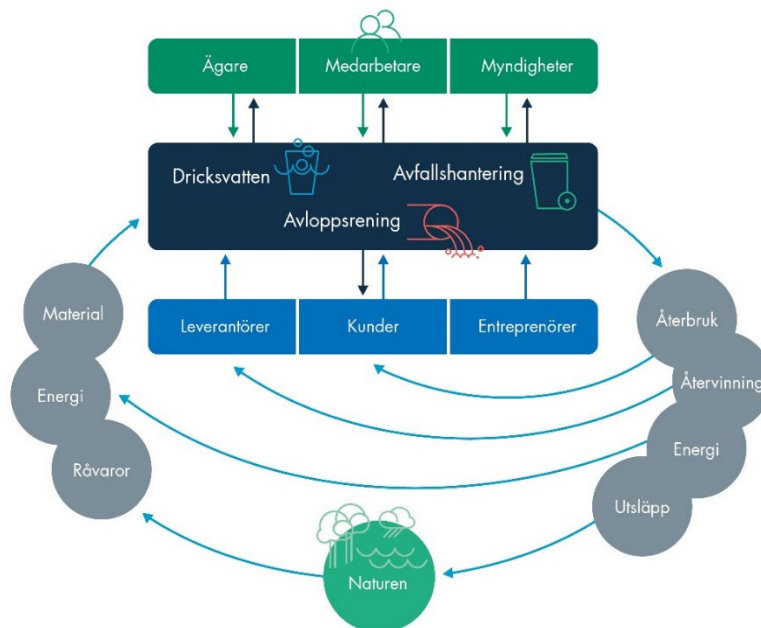 Ägare
Medarbetare
Myndigheter
Dricksvatten
Avfallshantering
Avloppsrening
Leverantörer
Kunder
Entreprenörer
Material
Energi
Råvaror
Återbruk
Återvinning
Energi
Utsläpp
Naturen